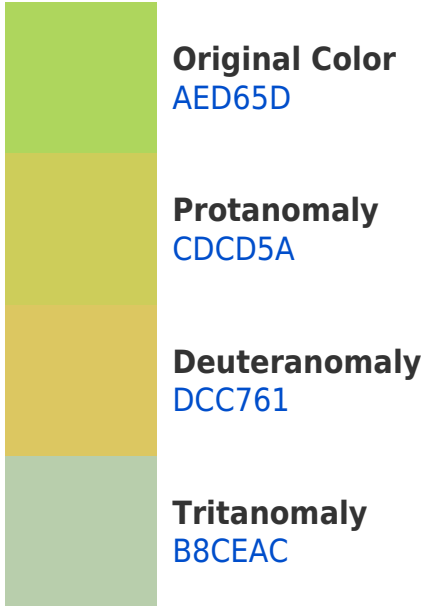 Original Color
AED65D
Protanomaly
CDCD5A
Deuteranomaly
DCC761
Tritanomaly
B8CEAC